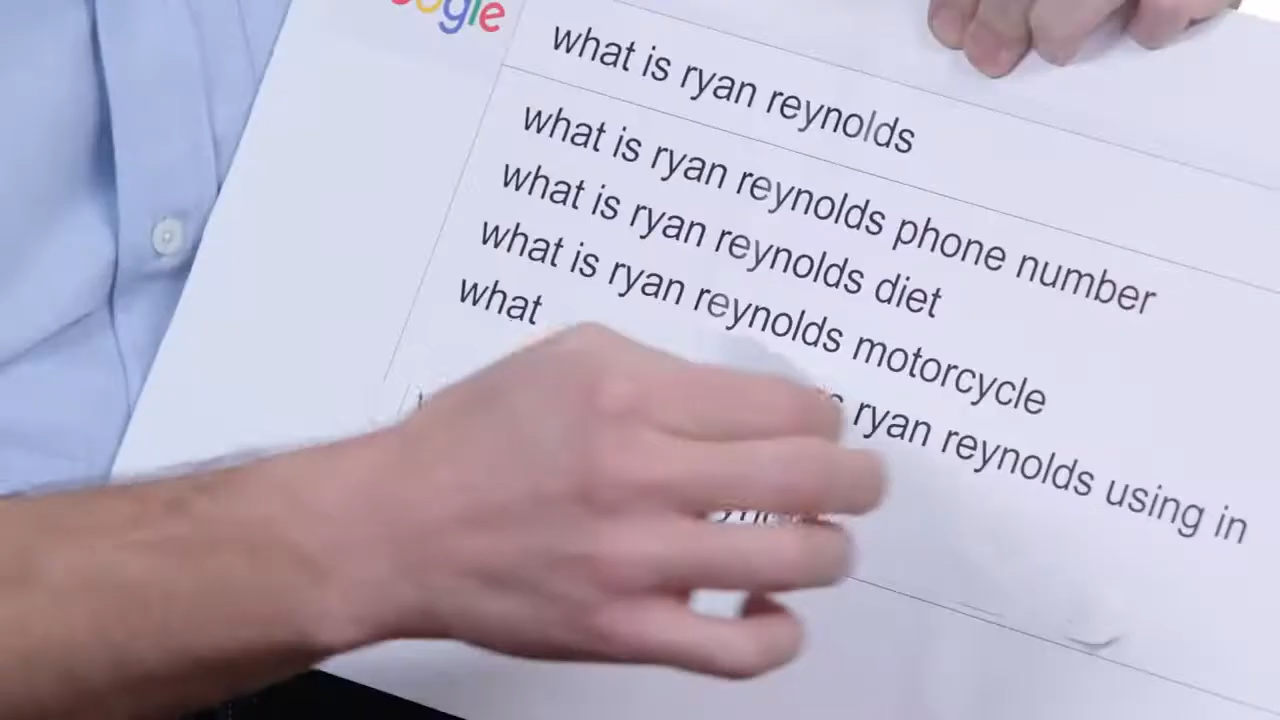 ogle
what is ryan reynolds
what is ryan reynolds phone number
what is ryan reynolds diet
what is ryan reynolds motorcycle
what ryan reynolds using in